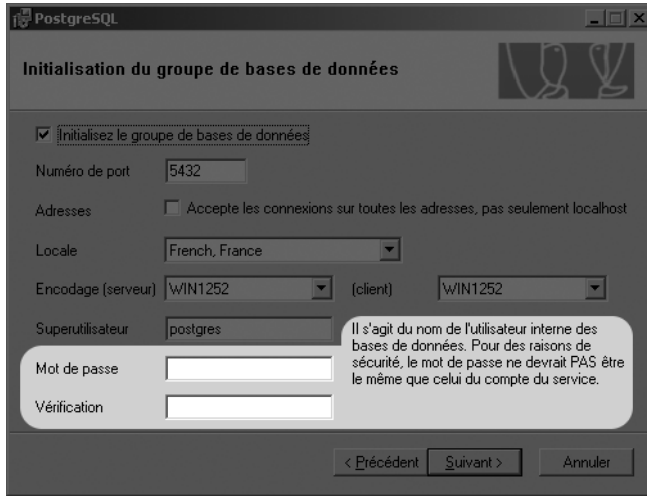 PostgreSQL
Initialisation du groupe de bases de données
Initialisez le groupe de bases de données
Numéro de port 5432
Adresses Accepte les connexions sur toutes les adresses, pas seulement localhost
Locale French, France
Encodage (serveur) WIN1252 (client) WIN1252
Superutilisateur postgres
Il s'agit du nom de l'utilisateur interne des
bases de données. Pour des raisons de
sécurité, le mot de passe ne devrait PAS être
le même que celui du compte du service.
Mot de passe
Vérification
< Précédent Suivant > Annuler